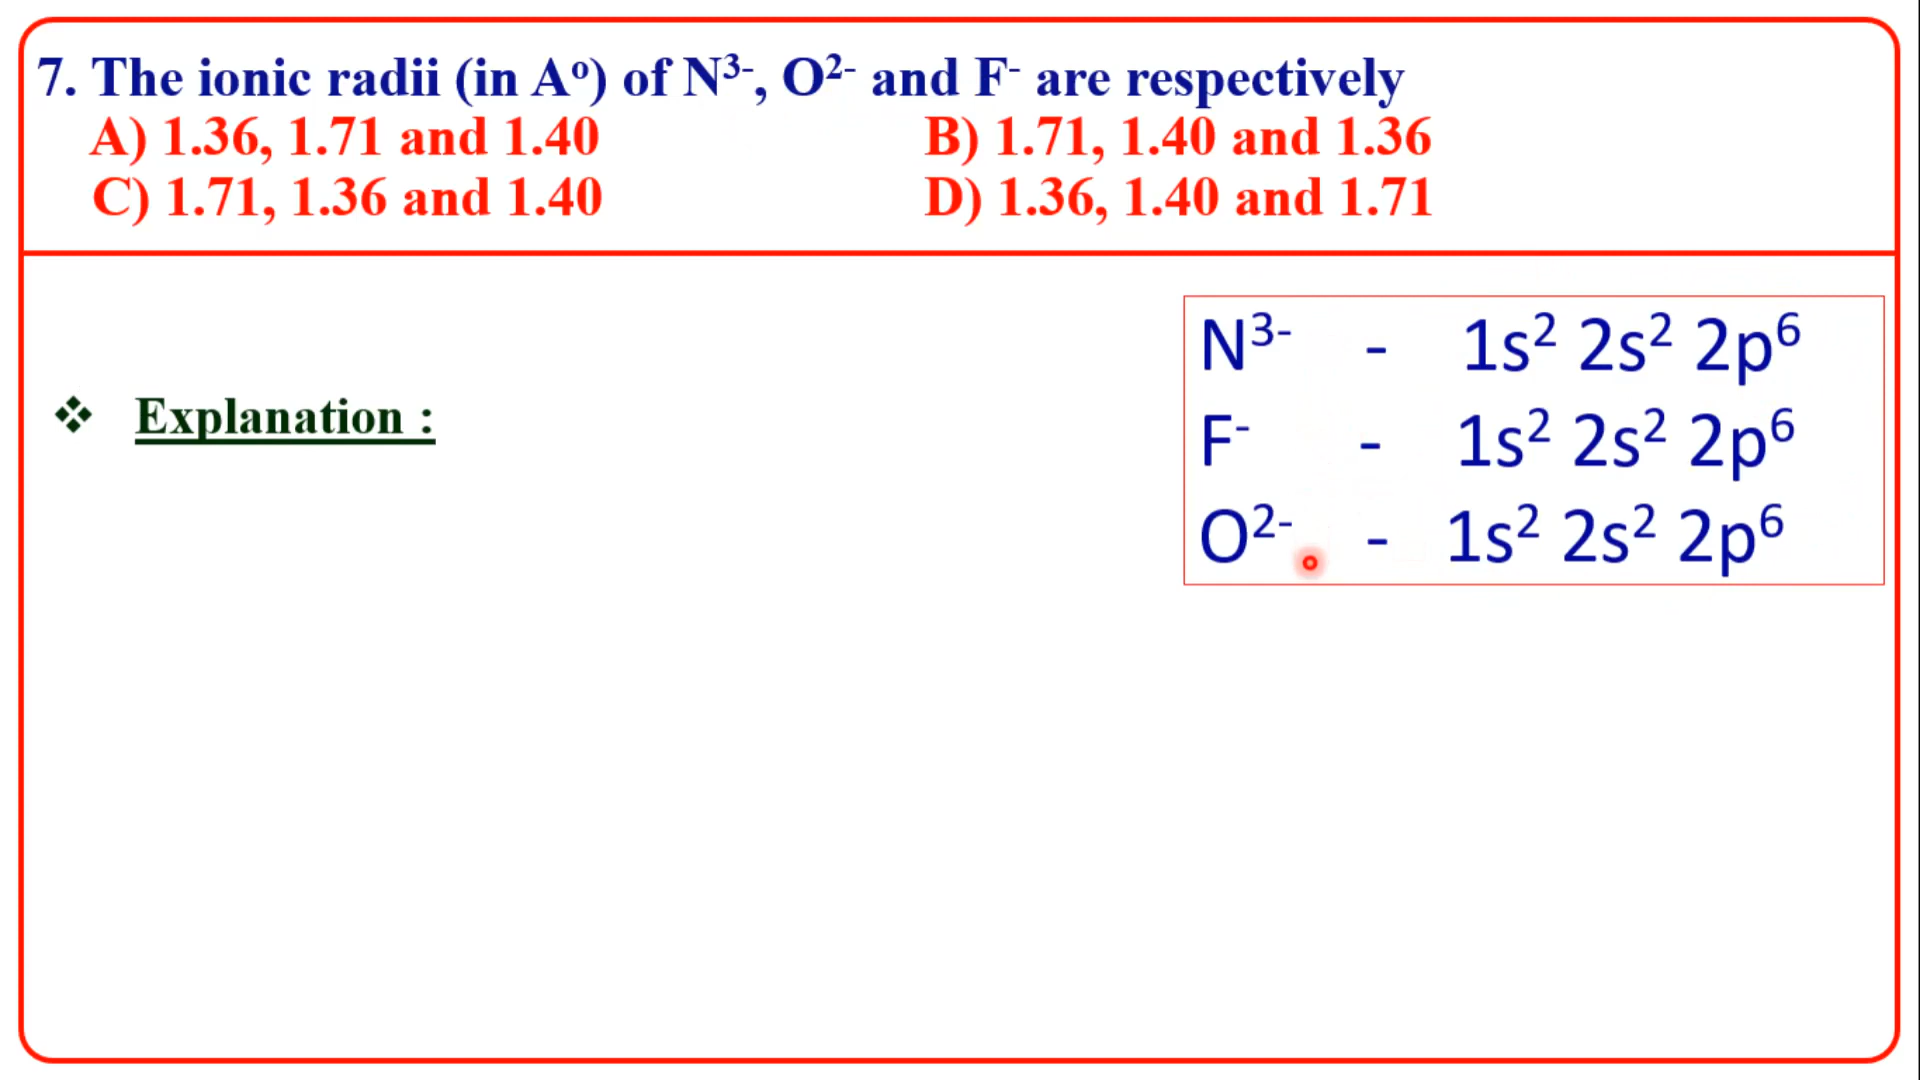 7. The ionic radii (in Aº) of N³⁻, O²⁻ and F⁻ are respectively
A) 1.36, 1.71 and 1.40 B) 1.71, 1.40 and 1.36
C) 1.71, 1.36 and 1.40 D) 1.36, 1.40 and 1.71
N³⁻ - 1s² 2s² 2p⁶
❖ Explanation :
F⁻ - 1s² 2s² 2p⁶
O²⁻ - 1s² 2s² 2p⁶